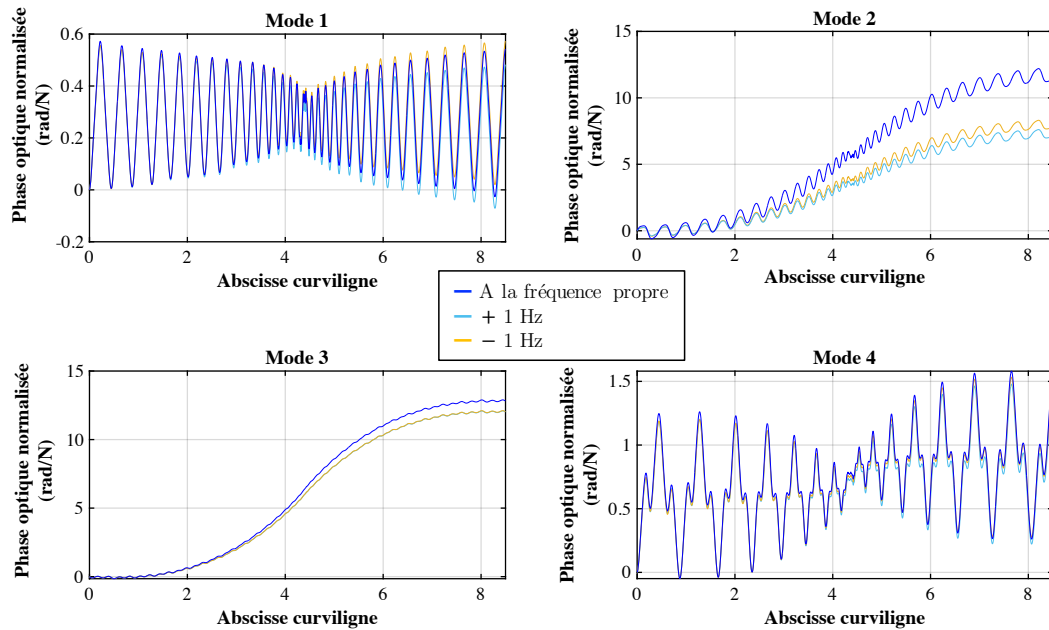 Mode 1
Phase optique normalisée
(rad/N)
0.6
0.4
0.2
0
-0.2
0 2 4 6 8
Abscisse curviligne
Mode 2
Phase optique normalisée
(rad/N)
15
10
5
0
0 2 4 6 8
Abscisse curviligne
A la fréquence propre
+ 1 Hz
− 1 Hz
Mode 3
Phase optique normalisée
(rad/N)
15
10
5
0
0 2 4 6 8
Abscisse curviligne
Mode 4
Phase optique normalisée
(rad/N)
1.5
1
0.5
0
0 2 4 6 8
Abscisse curviligne